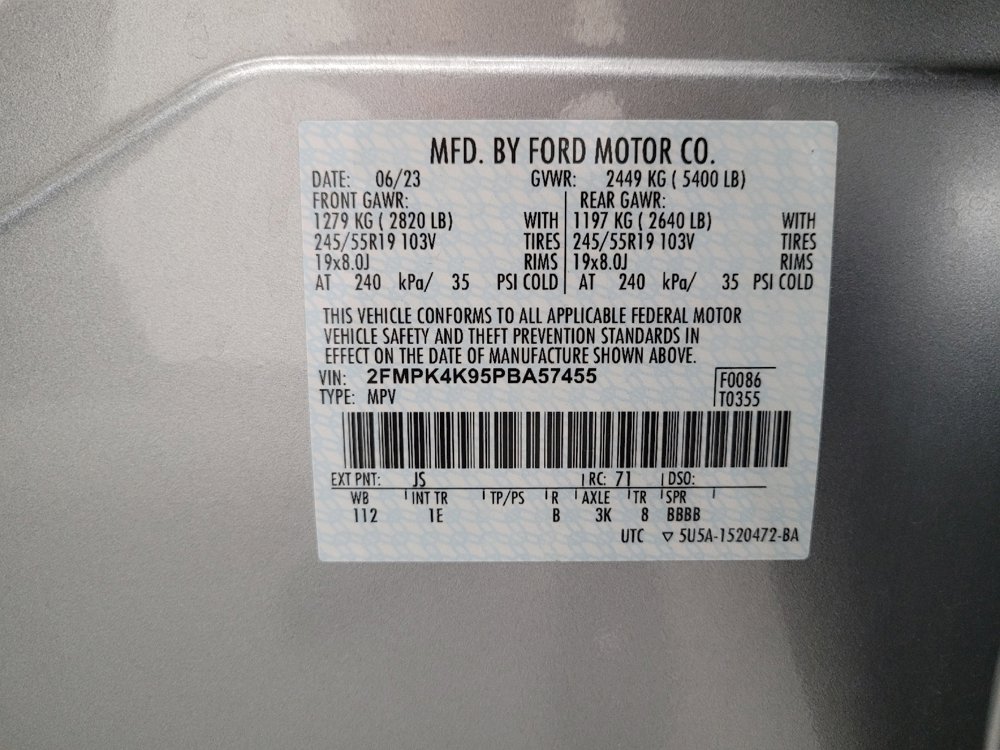 MFD. BY FORD MOTOR CO.
DATE: 06/23 GVWR: 2449 KG ( 5400 LB)
FRONT GAWR: REAR GAWR:
1279 KG ( 2820 LB) WITH 1197 KG ( 2640 LB) WITH
245/55R19 103V TIRES 245/55R19 103V TIRES
19x8.0J RIMS 19x8.0J RIMS
AT 240 kPa/ 35 PSI COLD AT 240 kPa/ 35 PSI COLD
THIS VEHICLE CONFORMS TO ALL APPLICABLE FEDERAL MOTOR
VEHICLE SAFETY AND THEFT PREVENTION STANDARDS IN
EFFECT ON THE DATE OF MANUFACTURE SHOWN ABOVE.
VIN: 2FMPK4K95PBA57455 F0086
TYPE: MPV T0355
EXT PNT: JS RC: 71 DSO:
WB INT TR TP/PS R AXLE TR SPR
112 1E B 3K 8 BBBB
UTC ▽ 5U5A-1520472-BA